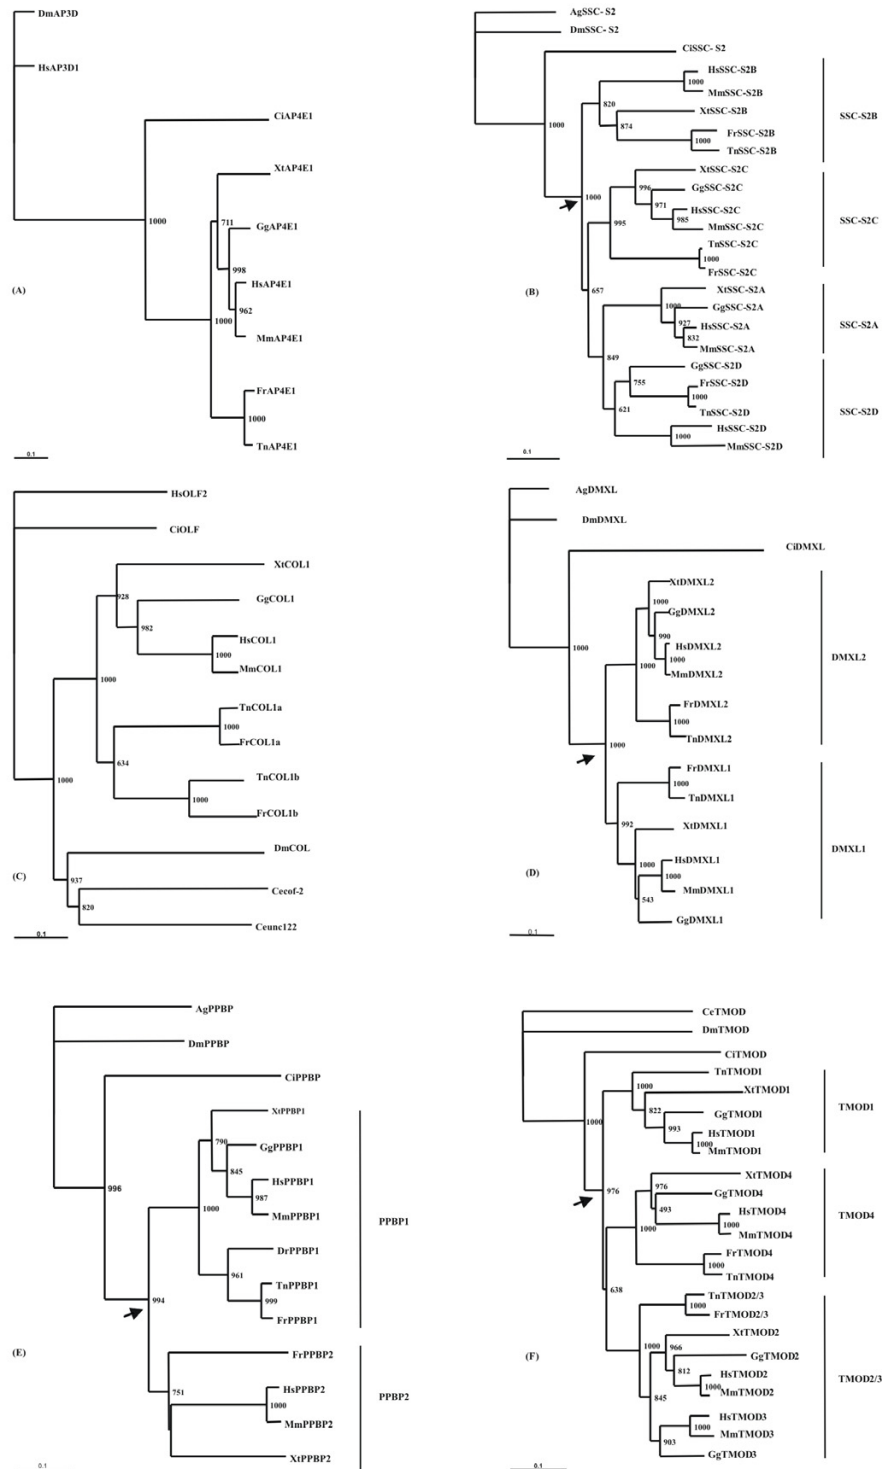 DmAP3D
HsAP3D1
CiAP4E1
XtAP4E1
711
GgAP4E1
1000
998
HsAP4E1
962
1000
MmAP4E1
FrAP4E1
1000
TnAP4E1
(A)
0.1
AgSSC- S2
DmSSC- S2
CiSSC- S2
HsSSC-S2B
1000
MmSSC-S2B
820
XtSSC-S2B
874
FrSSC-S2B
1000
TnSSC-S2B
SSC-S2B
1000
XtSSC-S2C
996
GgSSC-S2C
971
HsSSC-S2C
985
MmSSC-S2C
1000
995
TnSSC-S2C
1000
FrSSC-S2C
SSC-S2C
657
XtSSC-S2A
1000
GgSSC-S2A
927
HsSSC-S2A
832
MmSSC-S2A
SSC-S2A
849
GgSSC-S2D
755
FrSSC-S2D
1000
TnSSC-S2D
621
HsSSC-S2D
1000
MmSSC-S2D
SSC-S2D
(B)
0.1
HsOLF2
CiOLF
XtCOL1
928
GgCOL1
982
HsCOL1
1000
MmCOL1
1000
TnCOL1a
1000
FrCOL1a
634
TnCOL1b
1000
FrCOL1b
1000
DmCOL
937
Cecof-2
820
Ceunc122
(C)
0.1
AgDMXL
DmDMXL
CiDMXL
XtDMXL2
1000
GgDMXL2
990
HsDMXL2
1000
MmDMXL2
1000
1000
FrDMXL2
1000
TnDMXL2
DMXL2
1000
FrDMXL1
1000
TnDMXL1
992
XtDMXL1
1000
HsDMXL1
1000
MmDMXL1
543
GgDMXL1
DMXL1
(D)
0.1
AgPPBP
DmPPBP
CiPPBP
XtPPBP1
790
GgPPBP1
845
HsPPBP1
987
MmPPBP1
996
1000
DrPPBP1
961
TnPPBP1
999
FrPPBP1
PPBP1
994
FrPPBP2
HsPPBP2
751
1000
MmPPBP2
XtPPBP2
PPBP2
(E)
0.1
CeTMOD
DmTMOD
CiTMOD
TnTMOD1
1000
XtTMOD1
822
GgTMOD1
993
HsTMOD1
1000
MmTMOD1
TMOD1
1000
XtTMOD4
976
976
GgTMOD4
493
HsTMOD4
1000
MmTMOD4
1000
FrTMOD4
1000
TnTMOD4
TMOD4
638
TnTMOD2/3
1000
FrTMOD2/3
1000
XtTMOD2
966
GgTMOD2
812
HsTMOD2
1000
MmTMOD2
845
HsTMOD3
1000
MmTMOD3
903
GgTMOD3
TMOD2/3
(F)
0.1